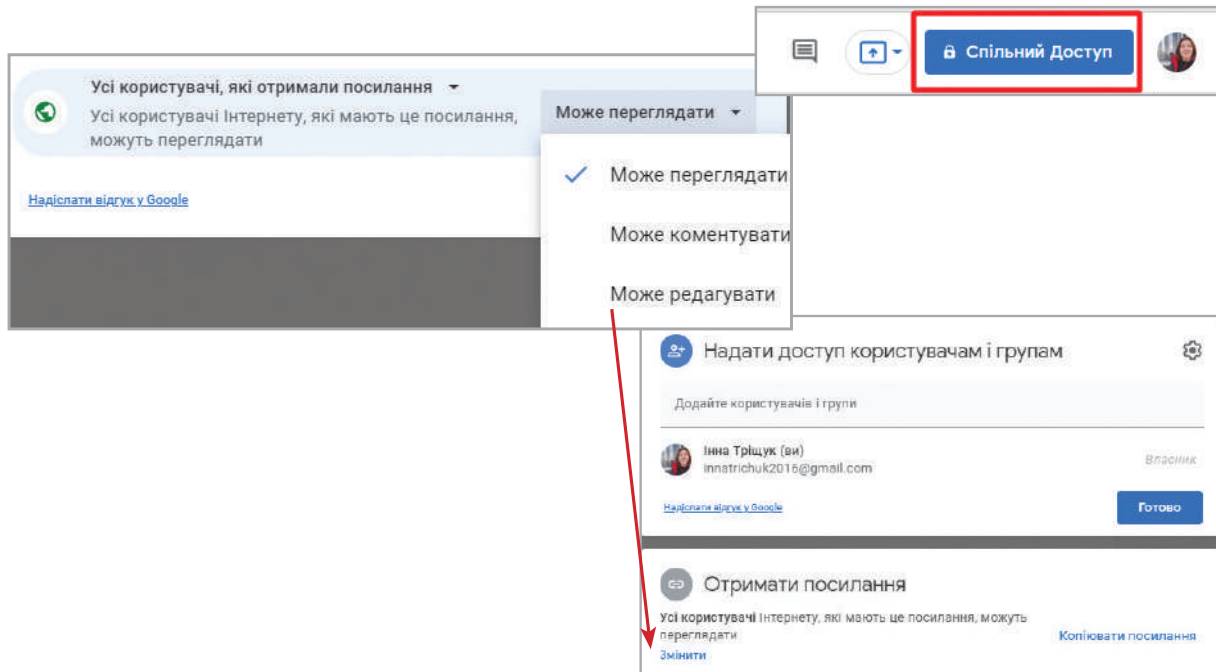 Спільний Доступ
Усі користувачі, які отримали посилання
Усі користувачі Інтернету, які мають це посилання,
можуть переглядати
Може переглядати
Може переглядати
Може коментувати
Може редагувати
Надіслати відгук у Google
Надати доступ користувачам і групам
Додайте користувачів і групи
Інна Тріщук (ви)
innatrichuk2016@gmail.com
Власник
Надіслати відгук у Google
Готово
Отримати посилання
Усі користувачі Інтернету, які мають це посилання, можуть
переглядати
Копіювати посилання
Змінити